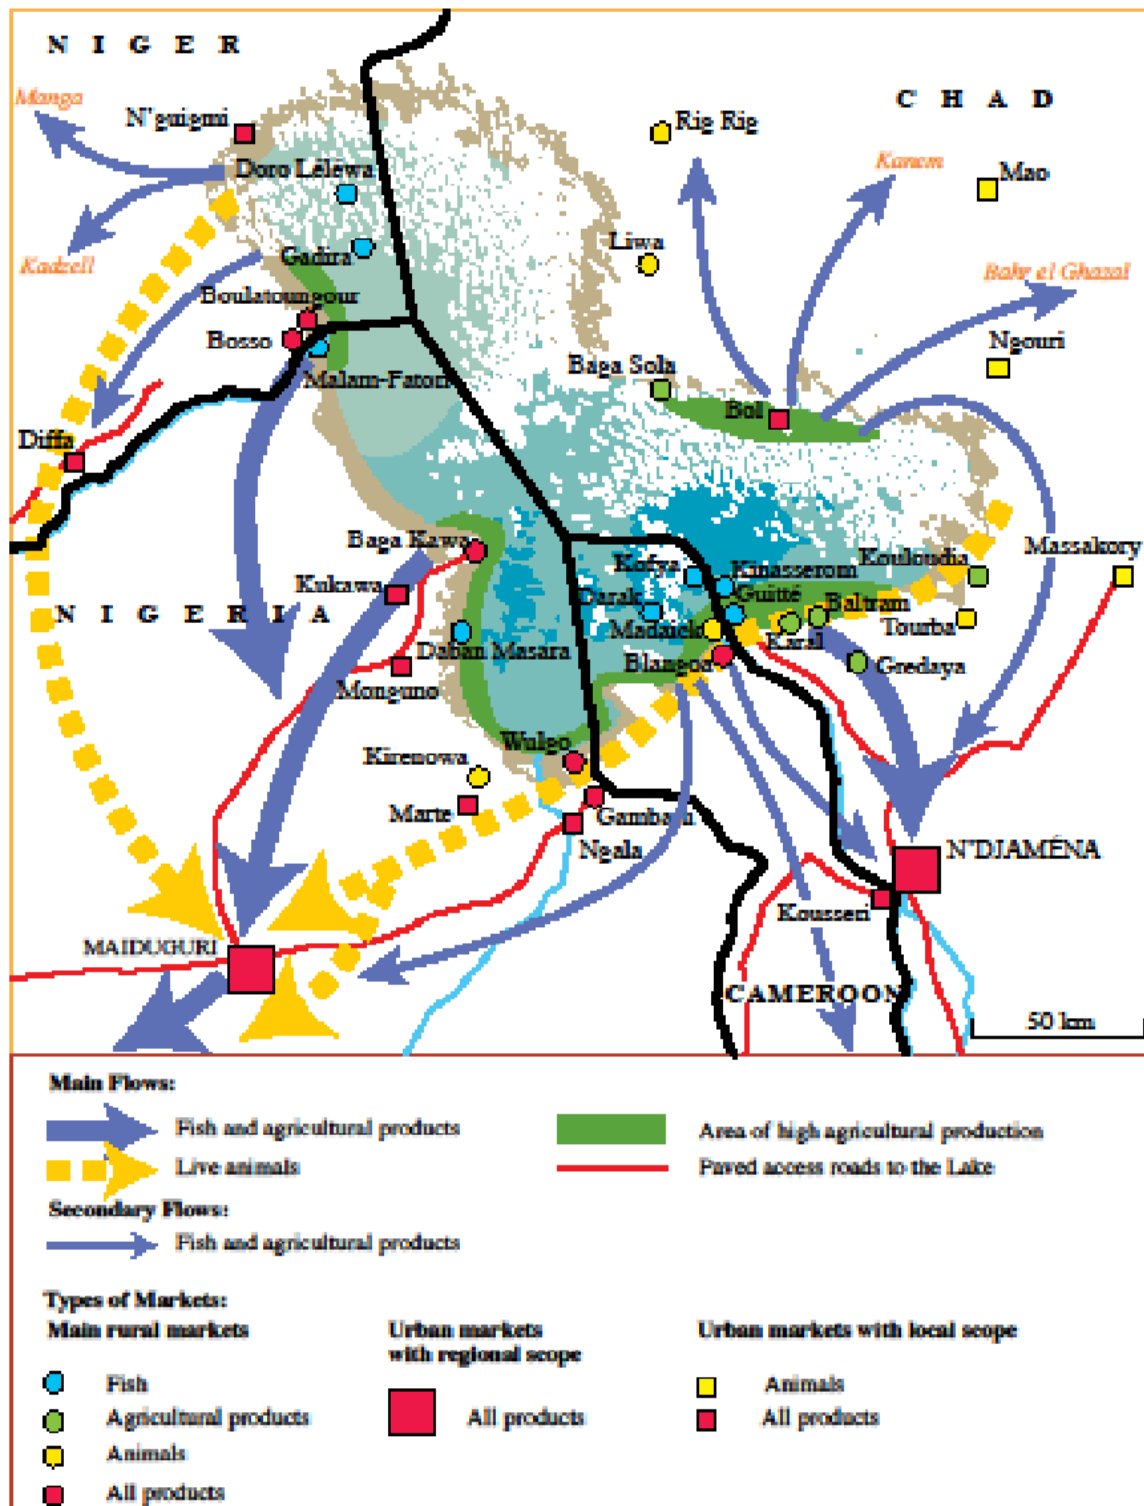 N I G E R
C H A D
Manga
N'guigmi
Rig Rig
Kanem
Mao
Doro Léléwa
Liwa
Kadzell
Gadira
Bahr el Ghazal
Boulatoungour
Bosso
Ngouri
Baga Sola
Malam-Fatori
Bol
Diffa
Baga Kawa
Kouloudia
Massakory
Kofya
Kinasserom
Kukawa
Guitté
Darak
Baltram
N I G E R I A
Madaick
Karal
Tourba
Daban Masara
Blangoa
Gredaya
Monguno
Wulgo
Kirenowa
Marte
Gambaru
Ngala
N'DJAMÉNA
Kousseri
MAIDUGURI
CAMEROON
50 km
Main Flows:
Fish and agricultural products
Area of high agricultural production
Live animals
Paved access roads to the Lake
Secondary Flows:
Fish and agricultural products
Types of Markets:
Main rural markets
Urban markets
with regional scope
Urban markets with local scope
Fish
Animals
Agricultural products
All products
All products
Animals
All products